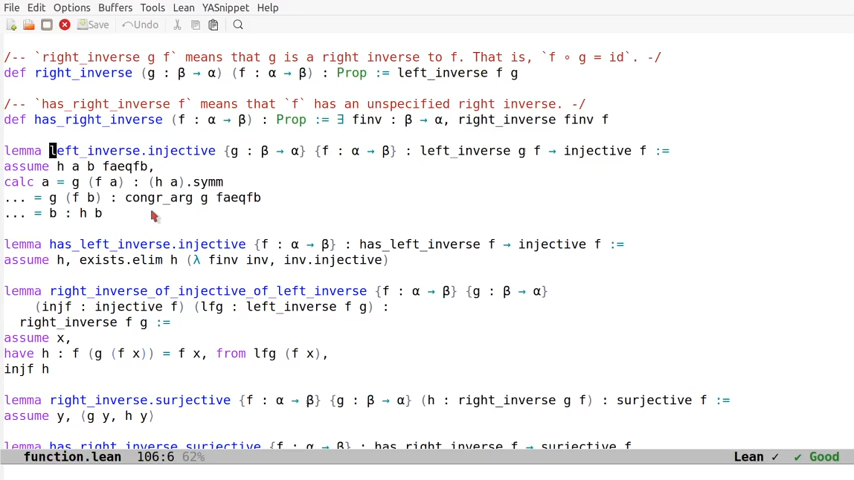 File Edit Options Buffers Tools Lean YASnippet Help
Save Undo
/-- `right_inverse g f` means that g is a right inverse to f. That is, `f ∘ g = id`. -/
def right_inverse (g : β → α) (f : α → β) : Prop := left_inverse f g
/-- `has_right_inverse f` means that `f` has an unspecified right inverse. -/
def has_right_inverse (f : α → β) : Prop := ∃ finv : β → α, right_inverse finv f
lemma left_inverse.injective {g : β → α} {f : α → β} : left_inverse g f → injective f :=
assume h a b faeqfb,
calc a = g (f a) : (h a).symm
... = g (f b) : congr_arg g faeqfb
... = b : h b
lemma has_left_inverse.injective {f : α → β} : has_left_inverse f → injective f :=
assume h, exists.elim h (λ finv inv, inv.injective)
lemma right_inverse_of_injective_of_left_inverse {f : α → β} {g : β → α}
(injf : injective f) (lfg : left_inverse f g) :
right_inverse f g :=
assume x,
have h : f (g (f x)) = f x, from lfg (f x),
injf h
lemma right_inverse.surjective {f : α → β} {g : β → α} (h : right_inverse g f) : surjective f :=
assume y, ⟨g y, h y⟩
lemma has_right_inverse.surjective {f : α → β} : has_right_inverse f → surjective f
function.lean 106:6 62% Lean ✓ ✔ Good